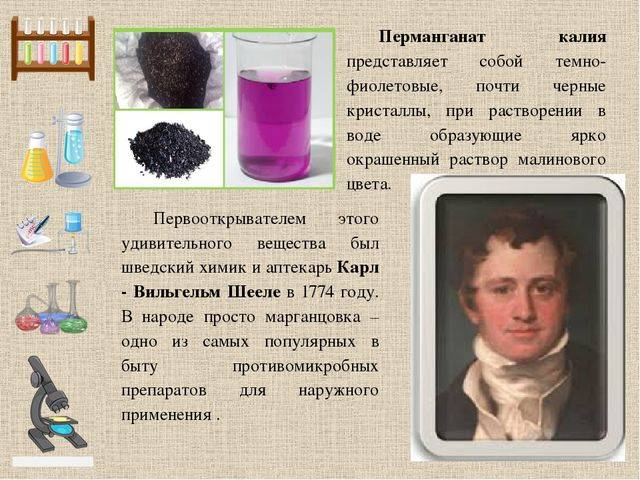 Перманганат калия
представляет собой темно-
фиолетовые, почти черные
кристаллы, при растворении в
воде образующие ярко
окрашенный раствор малинового
цвета.
Первооткрывателем этого
удивительного вещества был
шведский химик и аптекарь Карл
- Вильгельм Шееле в 1774 году.
В народе просто марганцовка –
одно из самых популярных в
быту противомикробных
препаратов для наружного
применения .